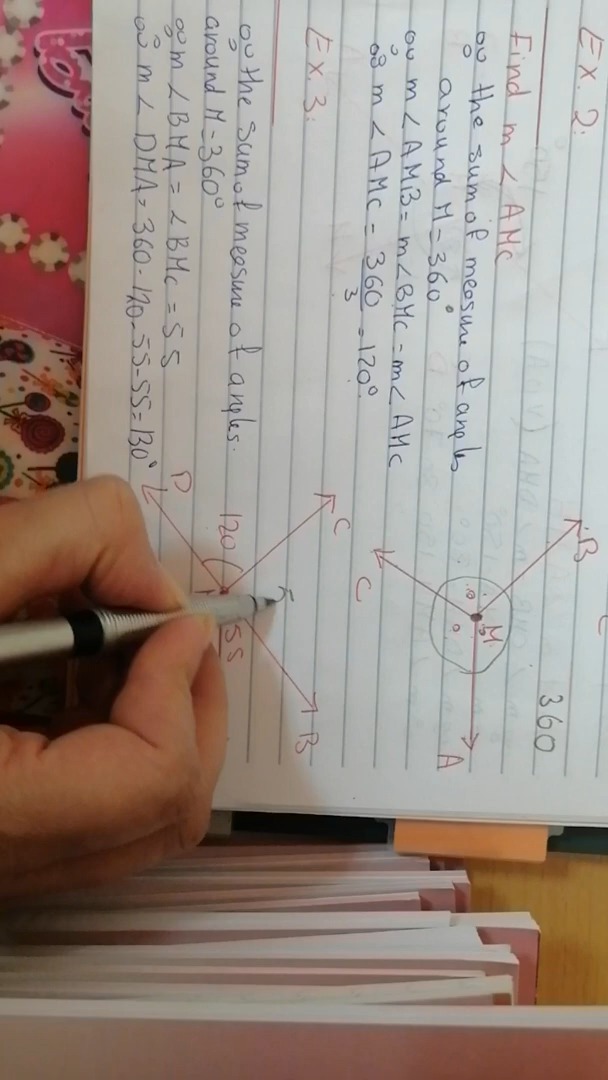 Ex. 2:
Find m < AMC
∵ the sum of measure of angles
around M = 360°
∵ m < AMB = m < BMC = m < AMC
∴ m < AMC = 360/3 = 120°
B
M
A
C
360
Ex 3:
∵ the sum of measure of angles
around M = 360°
∵ m < BMA = < BMC = 55
∴ m < DMA = 360 - 120 - 55 - 55 = 130°
C
D
120
55
B